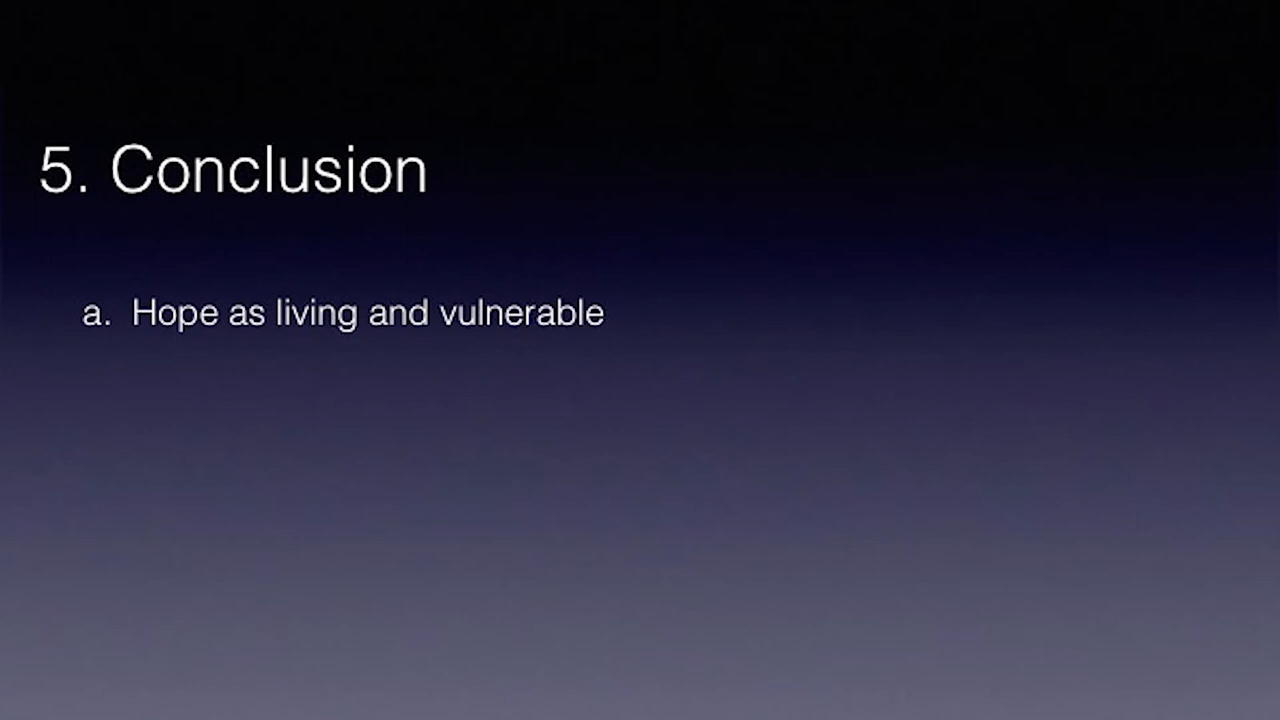 5. Conclusion
a. Hope as living and vulnerable